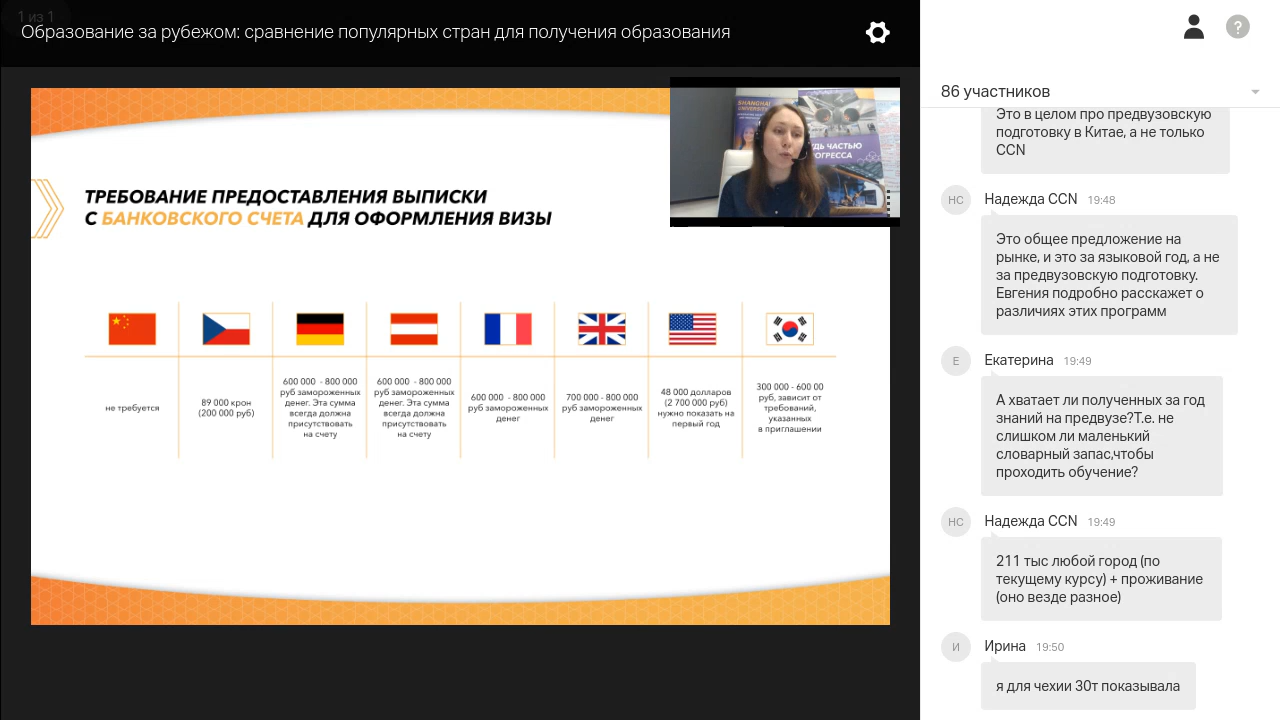 1 из 1
Образование за рубежом: сравнение популярных стран для получения образования
SHANGHAI
UNIVERSITY
ТРЕБОВАНИЕ ПРЕДОСТАВЛЕНИЯ ВЫПИСКИ
С БАНКОВСКОГО СЧЕТА ДЛЯ ОФОРМЛЕНИЯ ВИЗЫ
не требуется
89 000 крон
(200 000 руб)
600 000 - 800 000
руб замороженных
денег. Эта сумма
всегда должна
присутствовать
на счету
600 000 - 800 000
руб замороженных
денег. Эта сумма
всегда должна
присутствовать
на счету
600 000 - 800 000
руб замороженных
денег
700 000 - 800 000
руб замороженных
денег
48 000 долларов
(2 700 000 руб)
нужно показать на
первый год
300 000 - 600 00
руб, зависит от
требований,
указанных
в приглашении
?
86 участников
Это в целом про предвузовскую
подготовку в Китае, а не только
CCN
НС
Надежда CCN 19:48
Это общее предложение на
рынке, и это за языковой год, а не
за предвузовскую подготовку.
Евгения подробно расскажет о
различиях этих программ
Е
Екатерина 19:49
А хватает ли полученных за год
знаний на предвузе?Т.е. не
слишком ли маленький
словарный запас,чтобы
проходить обучение?
НС
Надежда CCN 19:49
211 тыс любой город (по
текущему курсу) + проживание
(оно везде разное)
И
Ирина 19:50
я для чехии 30т показывала